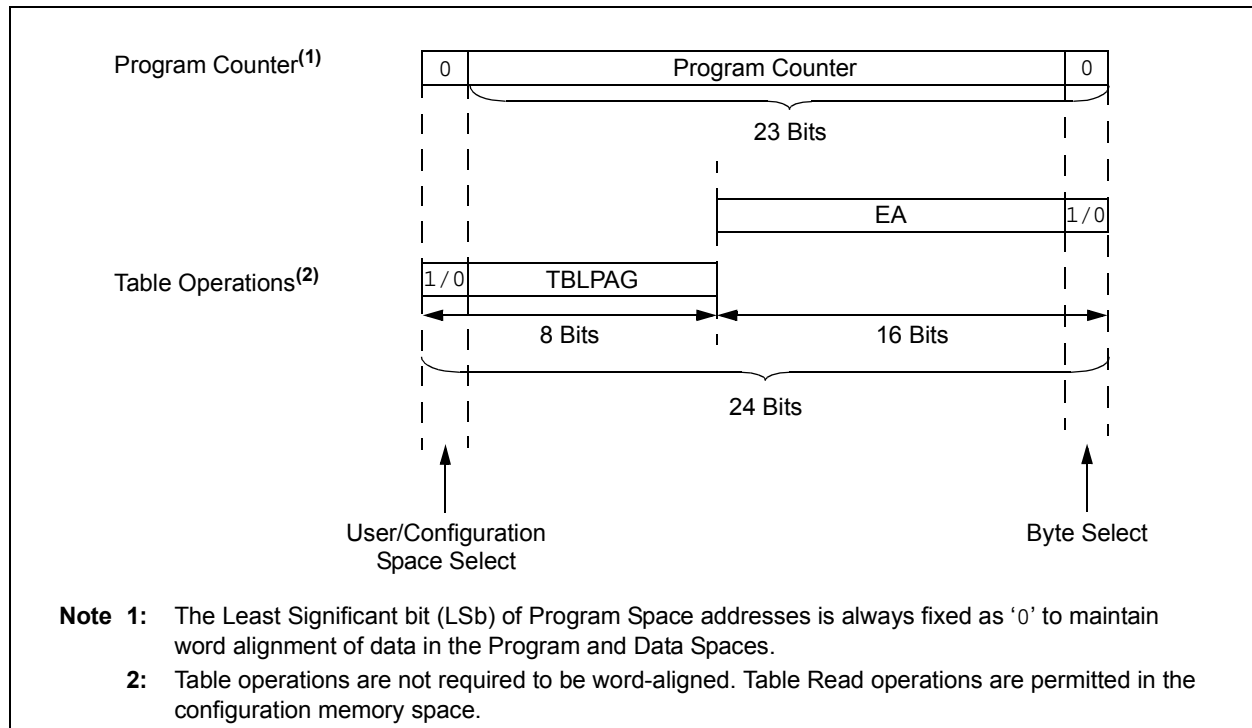 Program Counter(1)
0 Program Counter 0
23 Bits
EA 1/0
Table Operations(2)
1/0 TBLPAG
8 Bits 16 Bits
24 Bits
User/Configuration
Space Select
Byte Select
Note 1: The Least Significant bit (LSb) of Program Space addresses is always fixed as ‘0’ to maintain
word alignment of data in the Program and Data Spaces.
2: Table operations are not required to be word-aligned. Table Read operations are permitted in the
configuration memory space.